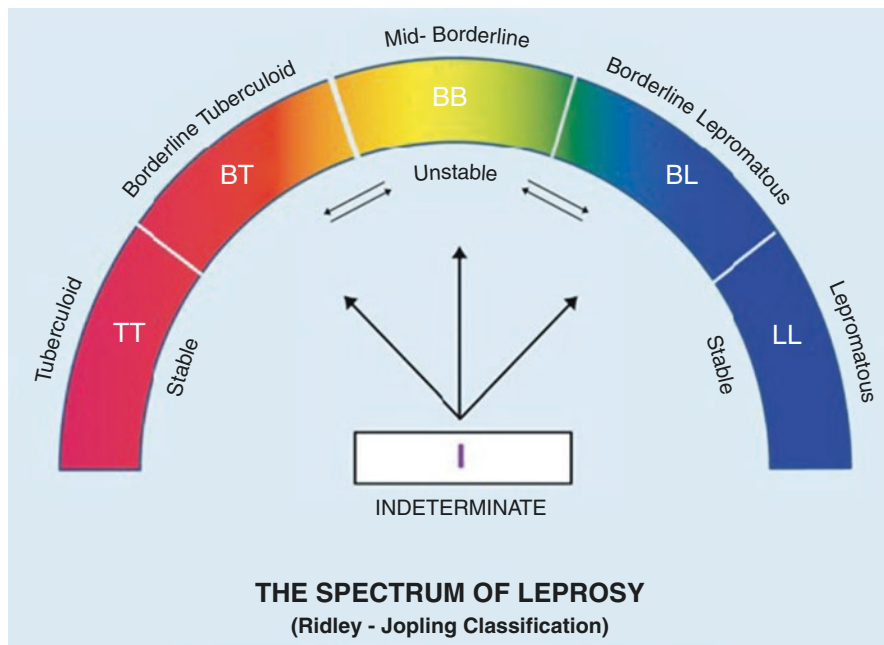 Mid- Borderline
Borderline Tuberculoid
Borderline Lepromatous
BB
BT
Unstable
BL
Tuberculoid
TT
Stable
Stable
LL
Lepromatous
I
INDETERMINATE
THE SPECTRUM OF LEPROSY
(Ridley - Jopling Classification)